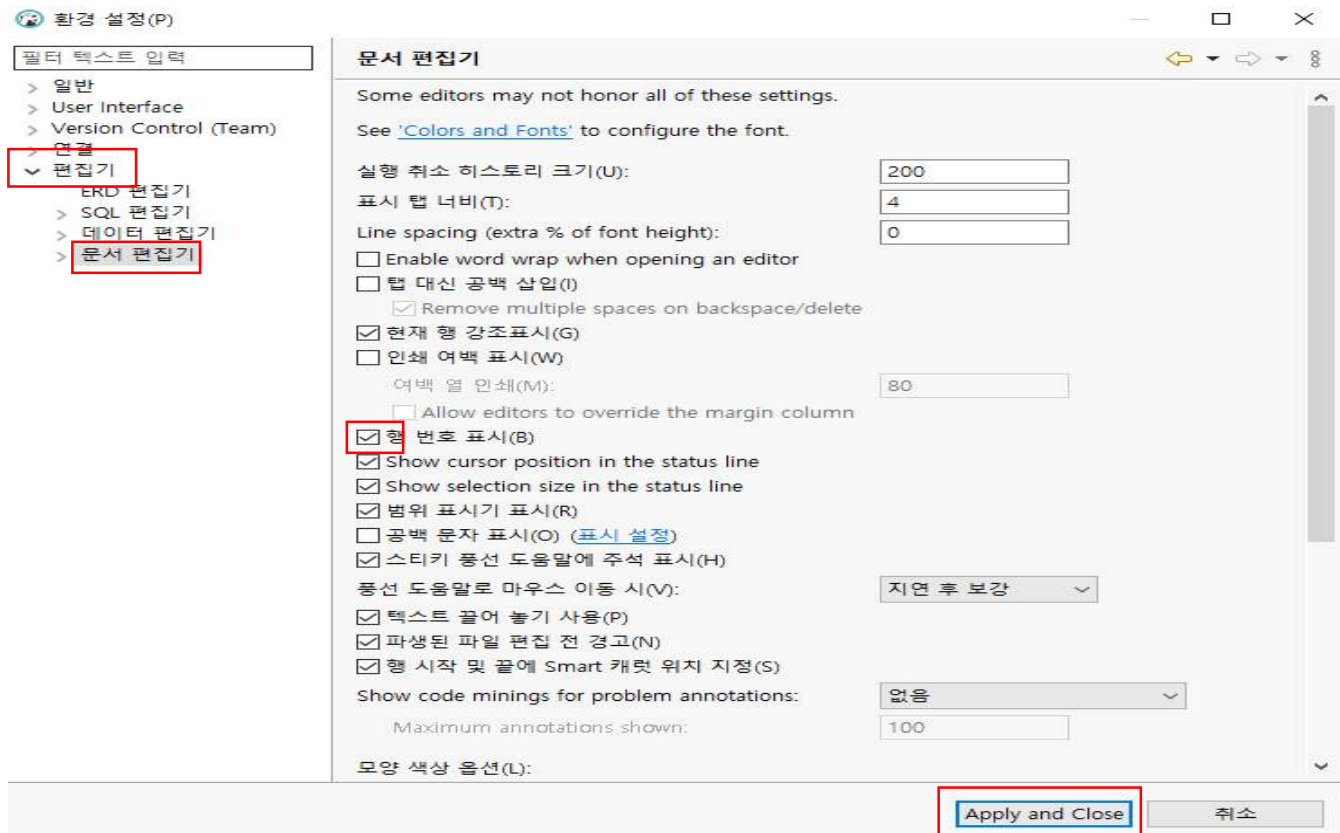 환경 설정(P)
필터 텍스트 입력
일반
User Interface
Version Control (Team)
연결
편집기
ERD 편집기
SQL 편집기
데이터 편집기
문서 편집기
문서 편집기
Some editors may not honor all of these settings.
See 'Colors and Fonts' to configure the font.
실행 취소 히스토리 크기(U): 200
표시 탭 너비(T): 4
Line spacing (extra % of font height): 0
Enable word wrap when opening an editor
탭 대신 공백 삽입(I)
Remove multiple spaces on backspace/delete
현재 행 강조표시(G)
인쇄 여백 표시(W)
여백 열 인쇄(M): 80
Allow editors to override the margin column
행 번호 표시(B)
Show cursor position in the status line
Show selection size in the status line
범위 표시기 표시(R)
공백 문자 표시(O) (표시 설정)
스티키 풍선 도움말에 주석 표시(H)
풍선 도움말로 마우스 이동 시(V): 지연 후 보강
텍스트 끌어 놓기 사용(P)
파생된 파일 편집 전 경고(N)
행 시작 및 끝에 Smart 캐럿 위치 지정(S)
Show code minings for problem annotations: 없음
Maximum annotations shown: 100
모양 색상 옵션(L):
Apply and Close 취소